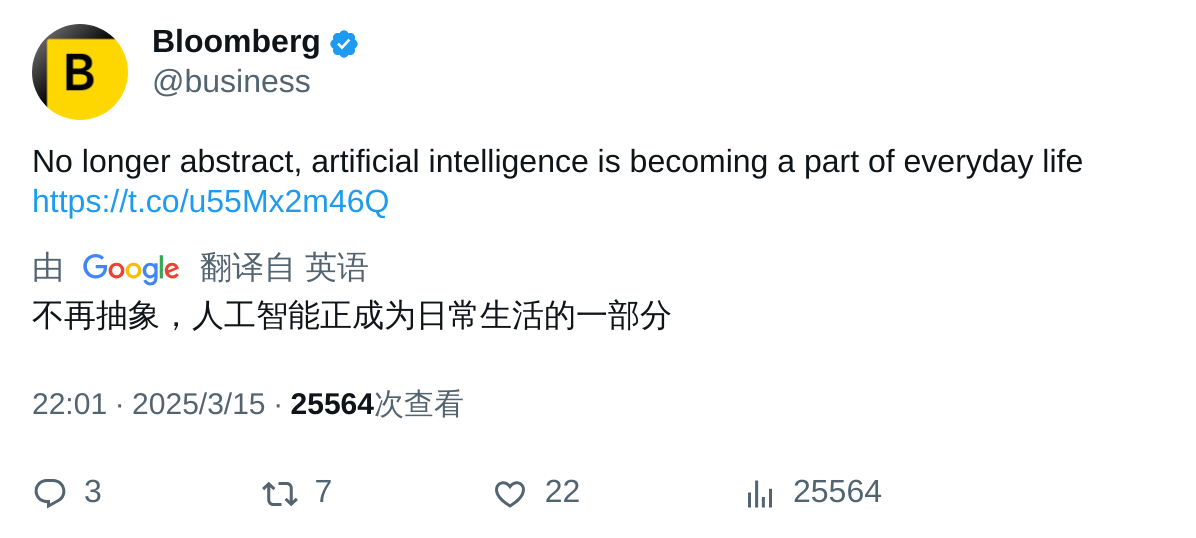 B
Bloomberg
@business
No longer abstract, artificial intelligence is becoming a part of everyday life
https://t.co/u55Mx2m46Q
由 Google 翻译自 英语
不再抽象，人工智能正成为日常生活的一部分
22:01 · 2025/3/15 · 25564次查看
3 7 22 25564